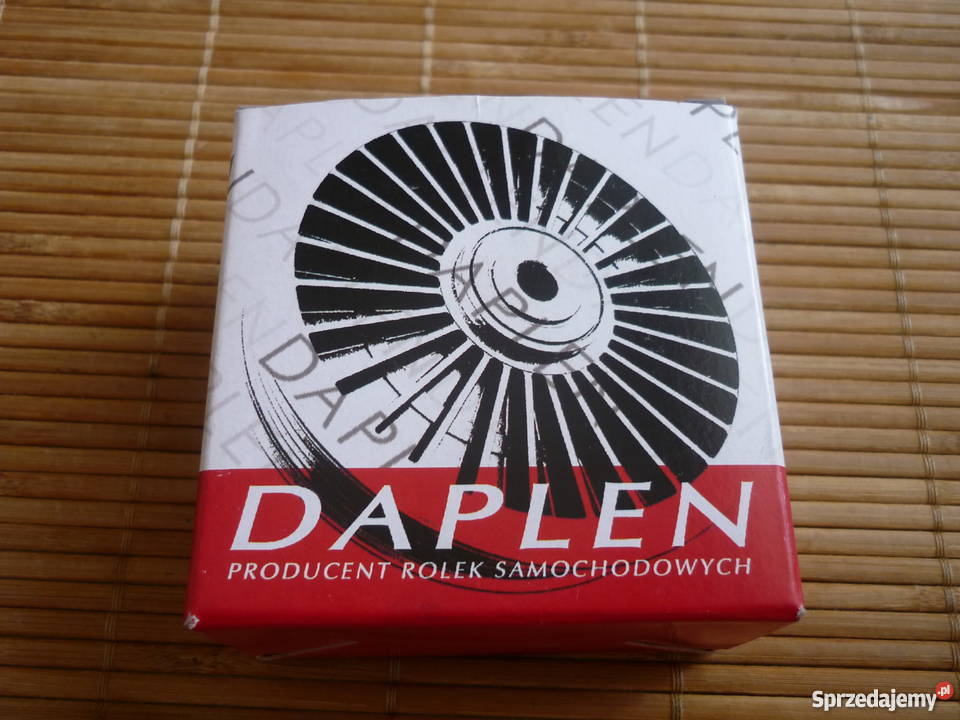 DAPLEN
PRODUCENT ROLEK SAMOCHODOWYCH
Sprzedajemy.pl